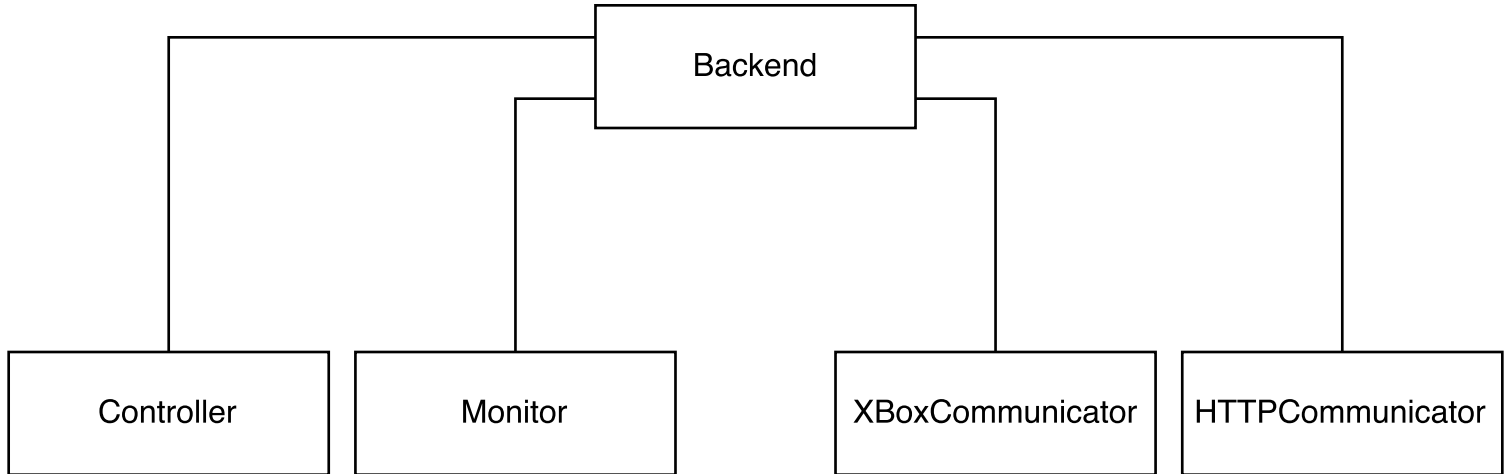 Backend
Controller
Monitor
XBoxCommunicator
HTTPCommunicator